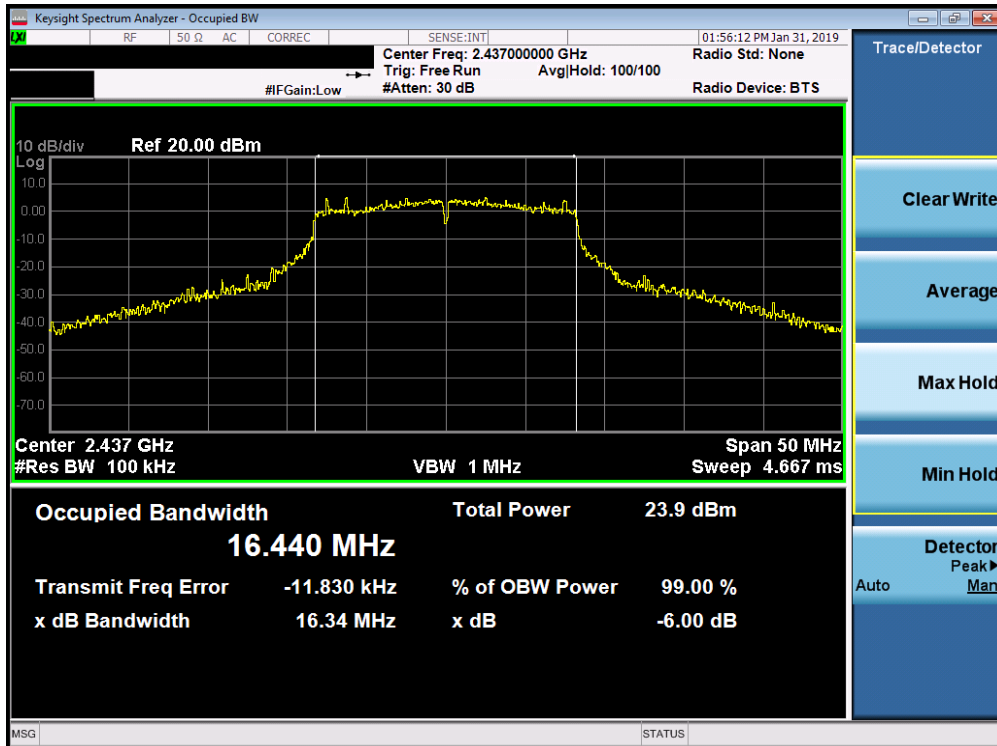 Keysight Spectrum Analyzer - Occupied BW
LXI RF 50 Ω AC CORREC SENSE:INT 01:56:12 PM Jan 31, 2019
Center Freq: 2.437000000 GHz Radio Std: None
Trig: Free Run Avg|Hold: 100/100
#IFGain:Low #Atten: 30 dB Radio Device: BTS
10 dB/div Ref 20.00 dBm
Log
10.0
0.00
-10.0
-20.0
-30.0
-40.0
-50.0
-60.0
-70.0
Center 2.437 GHz Span 50 MHz
#Res BW 100 kHz VBW 1 MHz Sweep 4.667 ms
Occupied Bandwidth Total Power 23.9 dBm
16.440 MHz
Transmit Freq Error -11.830 kHz % of OBW Power 99.00 %
x dB Bandwidth 16.34 MHz x dB -6.00 dB
Trace/Detector
Clear Write
Average
Max Hold
Min Hold
Detector
Peak▶
Auto Man
MSG STATUS